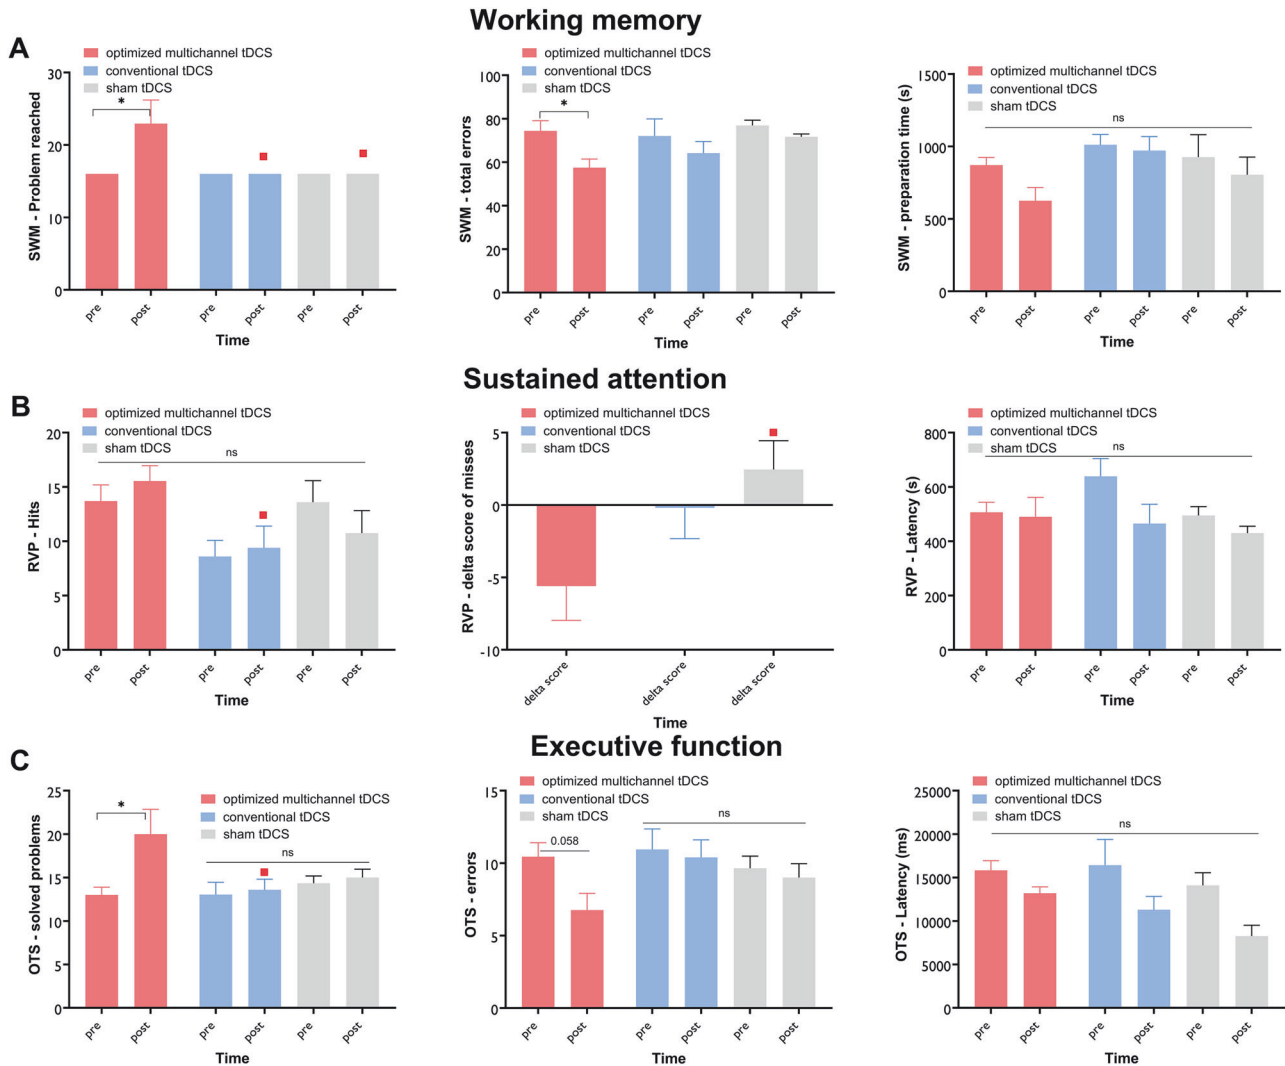 Working memory
A
optimized multichannel tDCS
conventional tDCS
sham tDCS
SWM - Problem reached
30
20
10
0
*
pre
post
pre
post
pre
post
Time
optimized multichannel tDCS
conventional tDCS
sham tDCS
SWM - total errors
100
80
60
40
20
0
*
pre
post
pre
post
pre
post
Time
optimized multichannel tDCS
conventional tDCS
sham tDCS
SWM - preparation time (s)
1500
1000
500
0
ns
pre
post
pre
post
pre
post
Time
Sustained attention
B
optimized multichannel tDCS
conventional tDCS
sham tDCS
RVP - Hits
20
15
10
5
0
ns
pre
post
pre
post
pre
post
Time
optimized multichannel tDCS
conventional tDCS
sham tDCS
RVP - delta score of misses
5
0
-5
-10
delta score
delta score
delta score
Time
optimized multichannel tDCS
conventional tDCS
sham tDCS
RVP - Latency (s)
800
600
400
200
0
ns
pre
post
pre
post
pre
post
Time
Executive function
C
optimized multichannel tDCS
conventional tDCS
sham tDCS
OTS - solved problems
25
20
15
10
5
0
*
ns
pre
post
pre
post
pre
post
Time
optimized multichannel tDCS
conventional tDCS
sham tDCS
OTS - errors
15
10
5
0
0.058
ns
pre
post
pre
post
pre
post
Time
optimized multichannel tDCS
conventional tDCS
sham tDCS
OTS - Latency (ms)
25000
20000
15000
10000
5000
0
ns
pre
post
pre
post
pre
post
Time